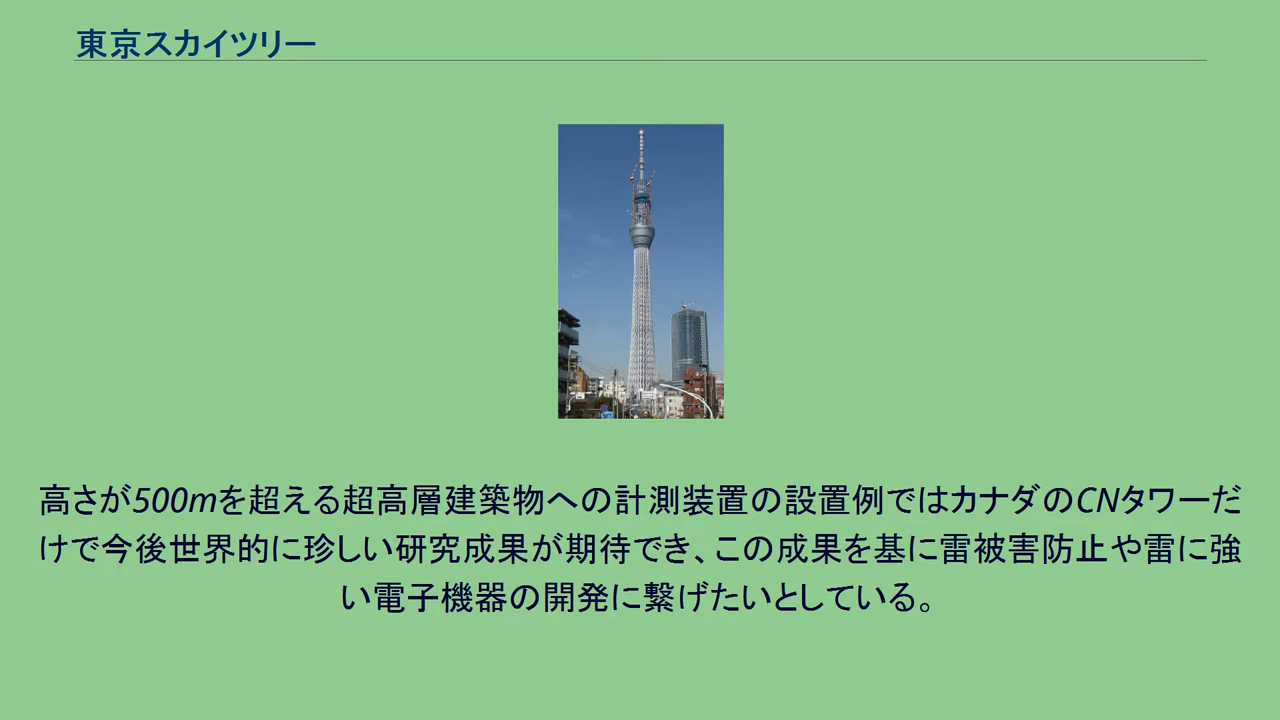 東京スカイツリー
高さが500mを超える超高層建築物への計測装置の設置例ではカナダのCNタワーだ
けで今後世界的に珍しい研究成果が期待でき、この成果を基に雷被害防止や雷に強
い電子機器の開発に繋げたいとしている。